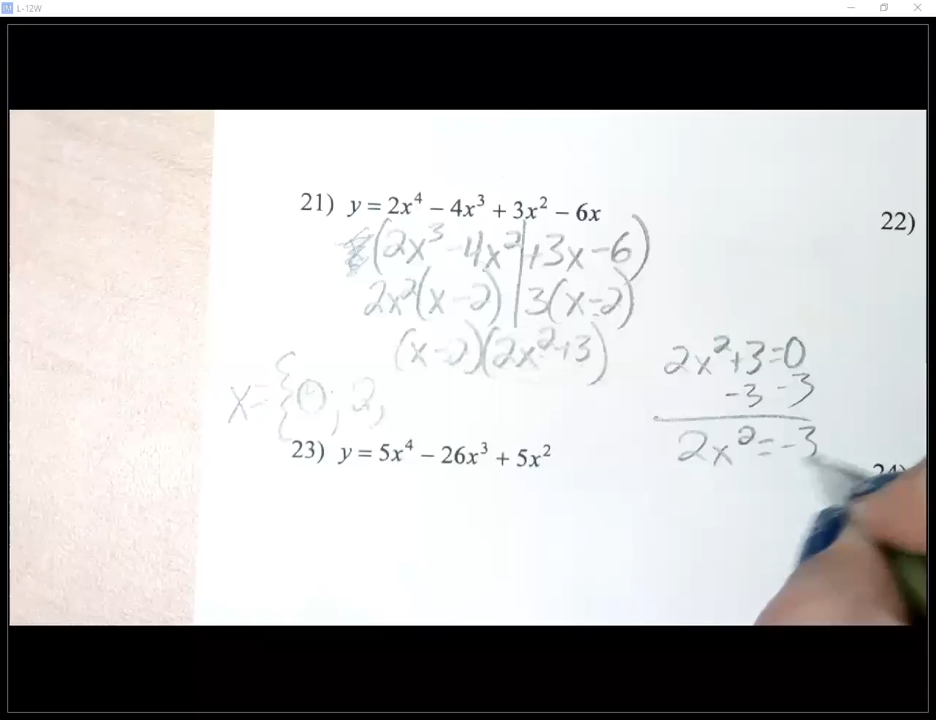 L-12W
21) y = 2x⁴ – 4x³ + 3x² – 6x
22)
x(2x³ -4x² | +3x -6)
2x²(x-2) | 3(x-2)
(x-2)(2x²+3)
2x²+3=0
-3 -3
2x²=-3
x={0, 2,
23) y = 5x⁴ – 26x³ + 5x²
24)